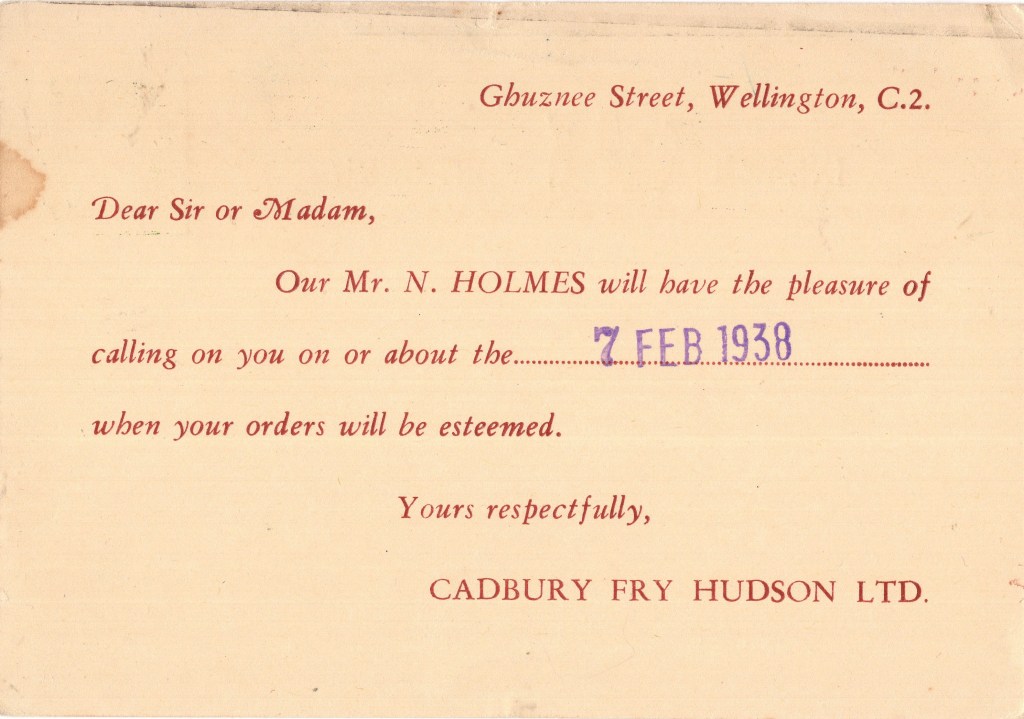 Ghuznee Street, Wellington, C.2.
Dear Sir or Madam,
Our Mr. N. HOLMES will have the pleasure of
calling on you on or about the 7 FEB 1938
when your orders will be esteemed.
Yours respectfully,
CADBURY FRY HUDSON LTD.